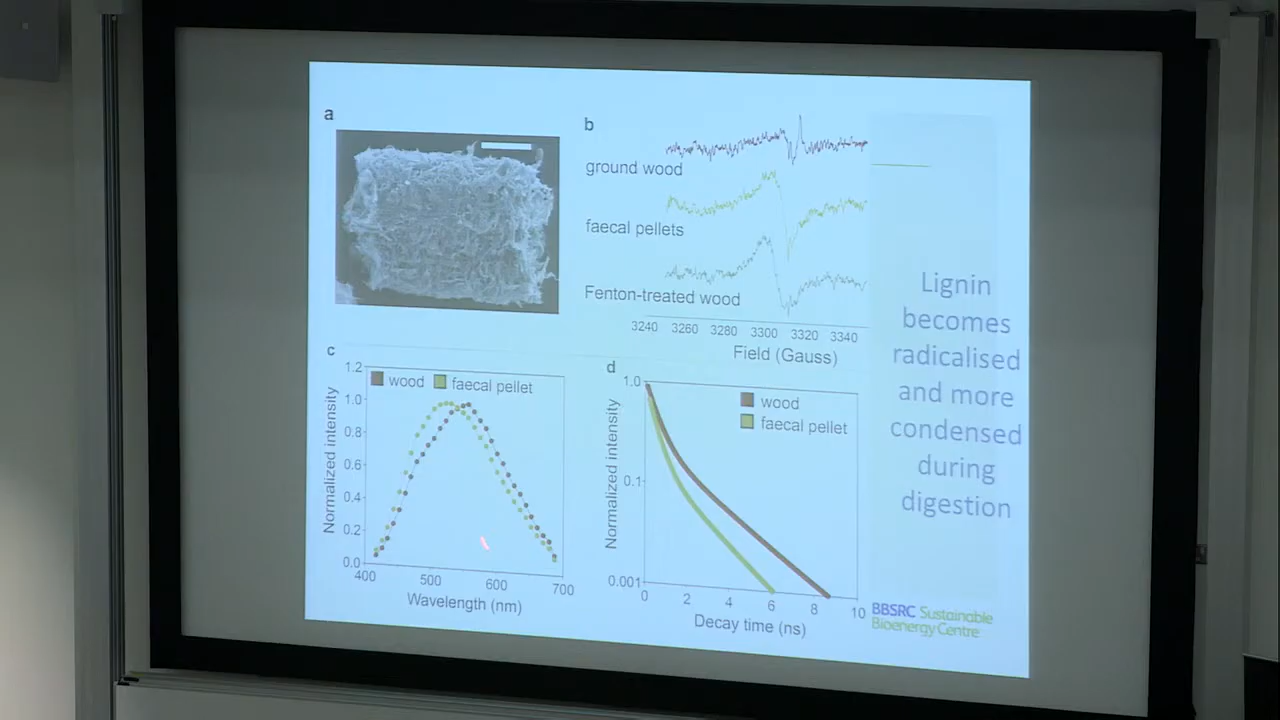 a
b
ground wood
faecal pellets
Fenton-treated wood
3240 3260 3280 3300 3320 3340
Field (Gauss)
c
1.2
1.0
0.8
0.6
0.4
0.2
0.0
Normalized intensity
wood faecal pellet
400 500 600 700
Wavelength (nm)
d
1.0
0.1
0.001
Normalized intensity
wood
faecal pellet
0 2 4 6 8 10
Decay time (ns)
Lignin
becomes
radicalised
and more
condensed
during
digestion
BBSRC Sustainable
Bioenergy Centre